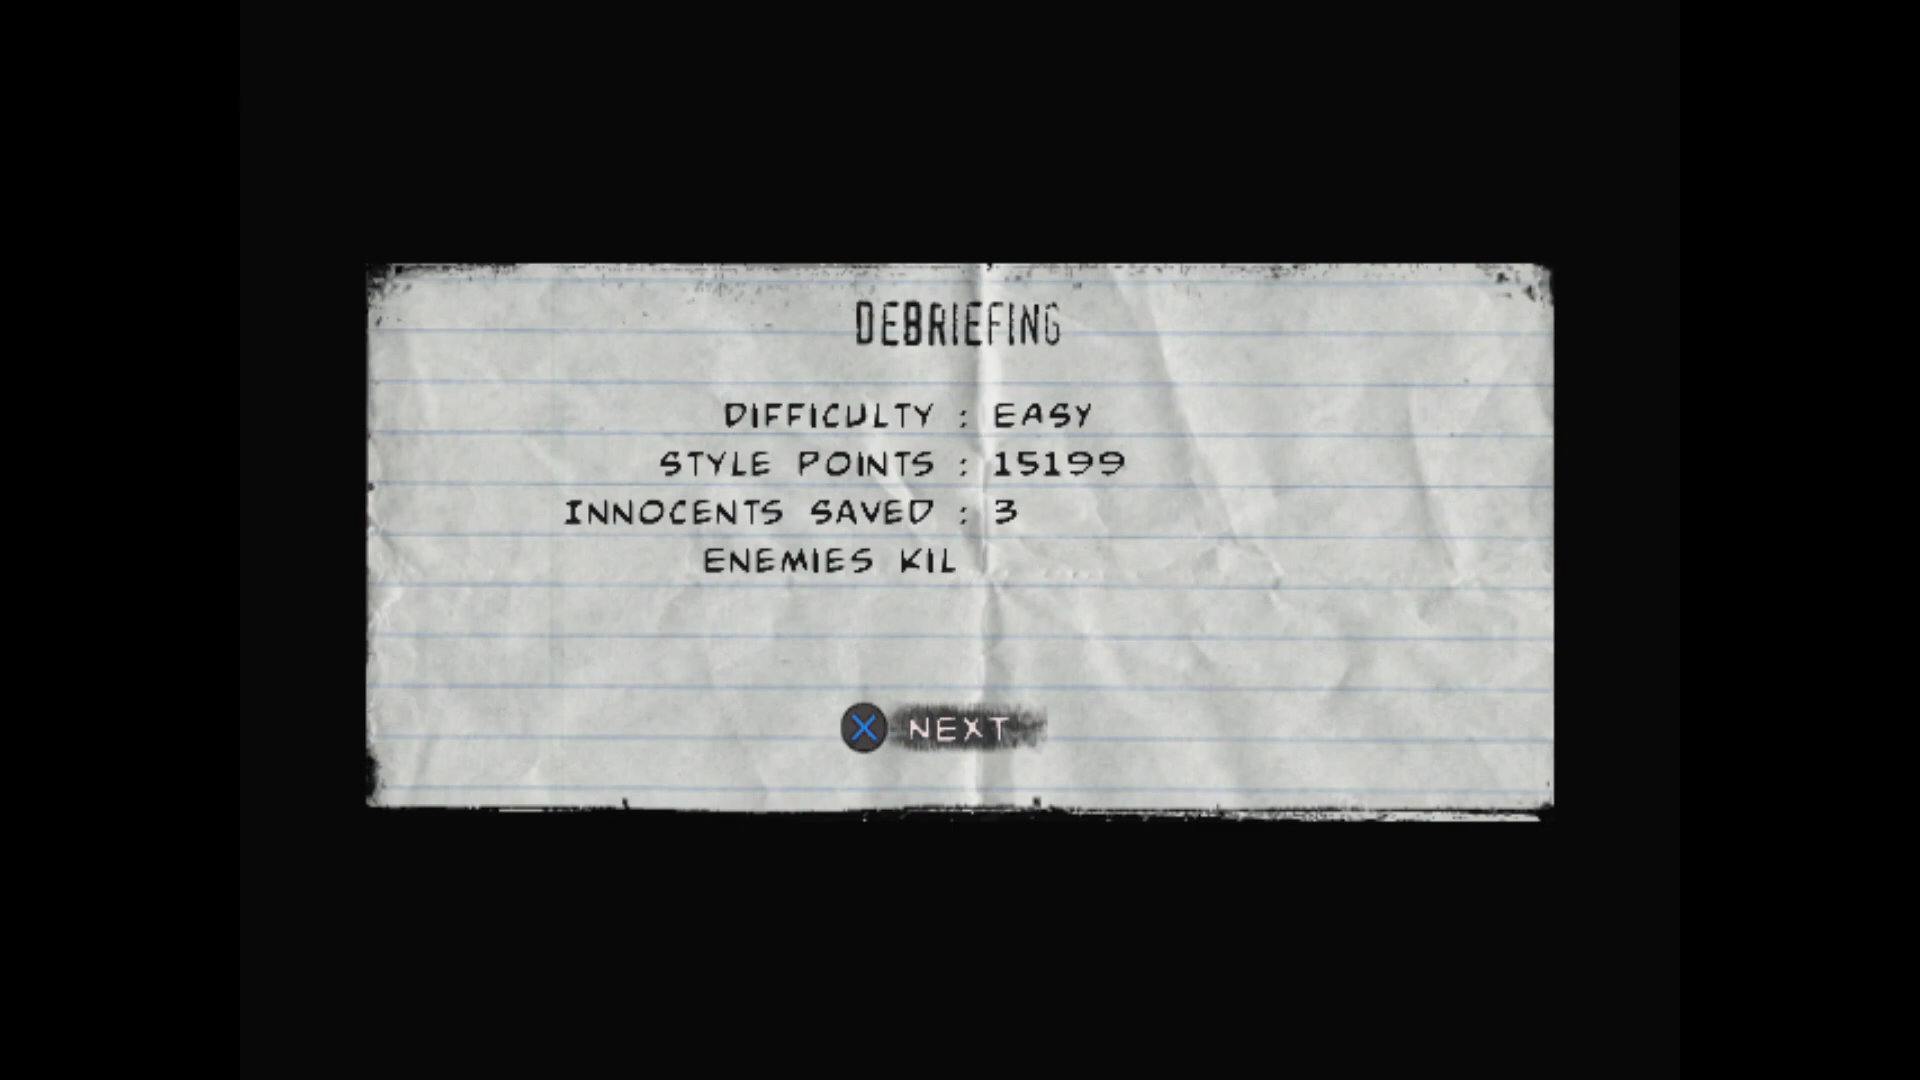 DEBRIEFING
DIFFICULTY : EASY
STYLE POINTS : 15199
INNOCENTS SAVED : 3
ENEMIES KIL
NEXT